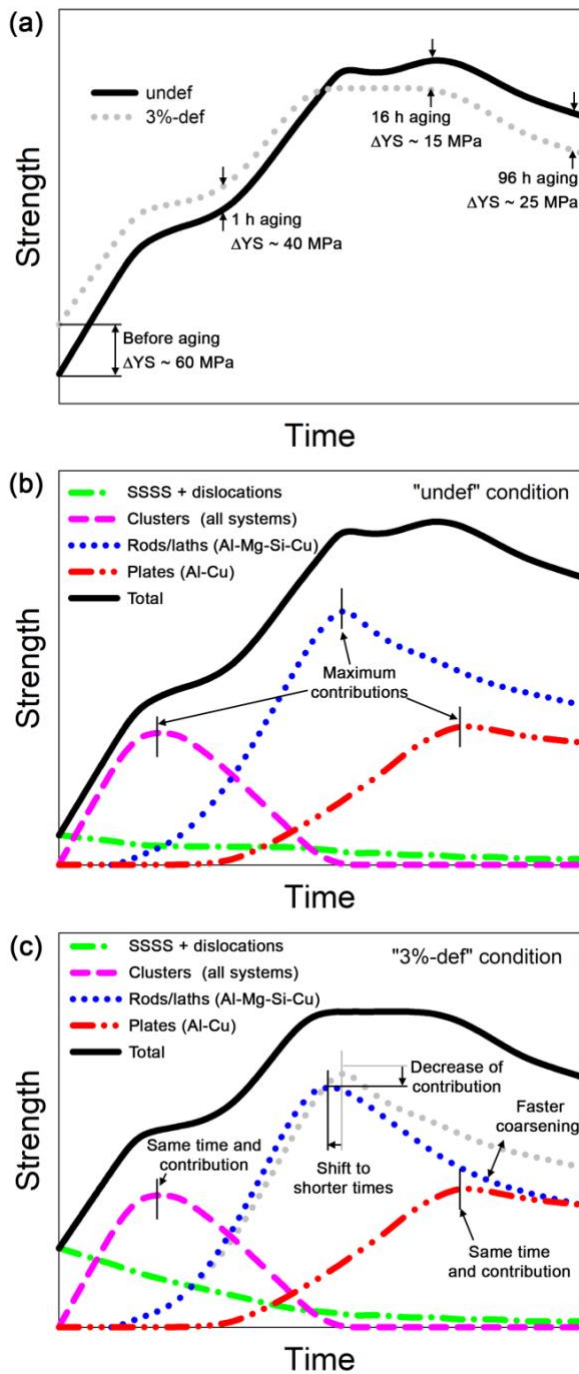 (a)
undef
3%-def
16 h aging
ΔYS ~ 15 MPa
1 h aging
ΔYS ~ 40 MPa
96 h aging
ΔYS ~ 25 MPa
Before aging
ΔYS ~ 60 MPa
Strength
Time
(b)
SSSS + dislocations
"undef" condition
Clusters (all systems)
Rods/laths (Al-Mg-Si-Cu)
Plates (Al-Cu)
Total
Maximum
contributions
Strength
Time
(c)
SSSS + dislocations
"3%-def" condition
Clusters (all systems)
Rods/laths (Al-Mg-Si-Cu)
Plates (Al-Cu)
Total
Decrease of
contribution
Same time and
contribution
Faster
coarsening
Shift to
shorter times
Same time
and contribution
Strength
Time